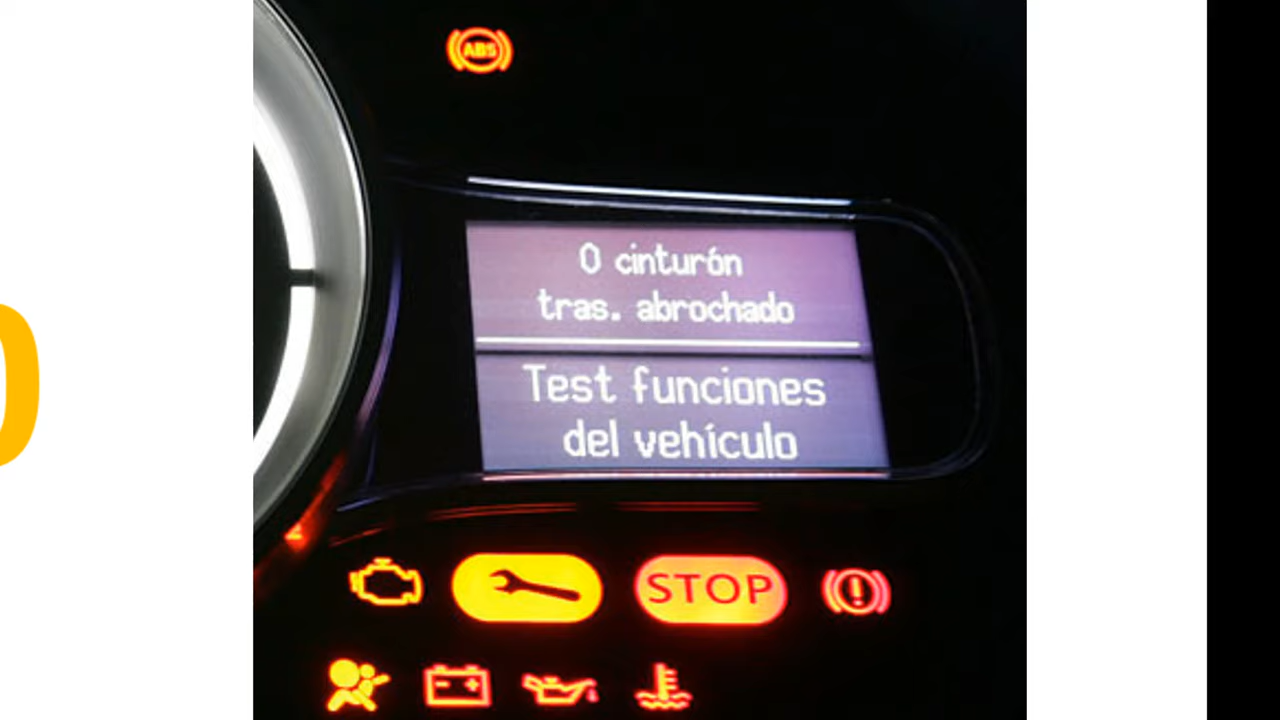 ABS
0 cinturón
tras. abrochado
Test funciones
del vehículo
STOP